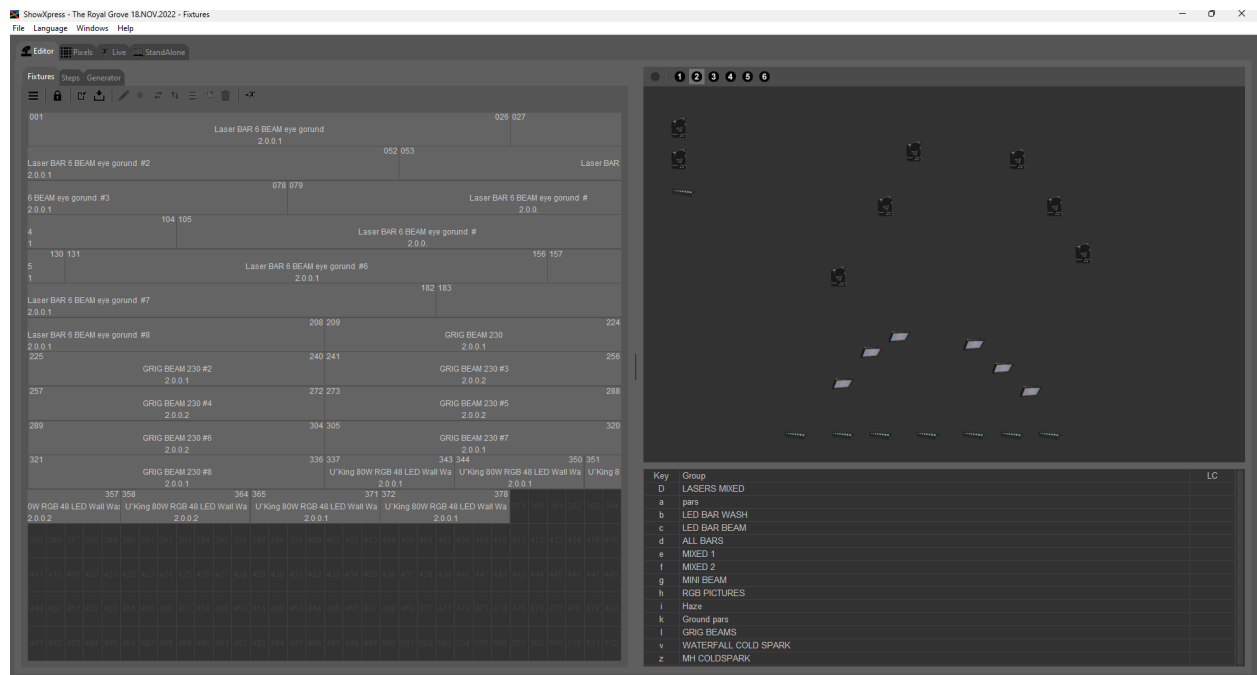 ShowXpress - The Royal Grove 18.NOV.2022 - Fixtures
File Language Windows Help
Editor Pixels Live StandAlone
Fixtures Steps Generator
1 2 3 4 5 6
001 026 027
Laser BAR 6 BEAM eye gorund
2.0.0.1
052 053
Laser BAR 6 BEAM eye gorund #2 Laser BAR
2.0.0.1
078 079
6 BEAM eye gorund #3 Laser BAR 6 BEAM eye gorund #
2.0.0.1 2.0.0.
104 105
4 Laser BAR 6 BEAM eye gorund #
1 2.0.0.
130 131 156 157
5 Laser BAR 6 BEAM eye gorund #6
1 2.0.0.1
182 183
Laser BAR 6 BEAM eye gorund #7
2.0.0.1
208 209 224
Laser BAR 6 BEAM eye gorund #8 GRIG BEAM 230
2.0.0.1 2.0.0.1
225 240 241 256
GRIG BEAM 230 #2 GRIG BEAM 230 #3
2.0.0.1 2.0.0.2
257 272 273 288
GRIG BEAM 230 #4 GRIG BEAM 230 #5
2.0.0.2 2.0.0.2
289 304 305 320
GRIG BEAM 230 #6 GRIG BEAM 230 #7
2.0.0.2 2.0.0.1
321 336 337 343 344 350 351
GRIG BEAM 230 #8 U`King 80W RGB 48 LED Wall Wa U`King 80W RGB 48 LED Wall Wa U`King 8
2.0.0.1 2.0.0.1 2.0.0.1
357 358 364 365 371 372 378
0W RGB 48 LED Wall Wa: U`King 80W RGB 48 LED Wall Wa U`King 80W RGB 48 LED Wall Wa U`King 80W RGB 48 LED Wall Wa
2.0.0.2 2.0.0.2 2.0.0.1 2.0.0.1
Key Group LC
D LASERS MIXED
a pars
b LED BAR WASH
c LED BAR BEAM
d ALL BARS
e MIXED 1
f MIXED 2
g MINI BEAM
h RGB PICTURES
i Haze
k Ground pars
l GRIG BEAMS
v WATERFALL COLD SPARK
z MH COLDSPARK